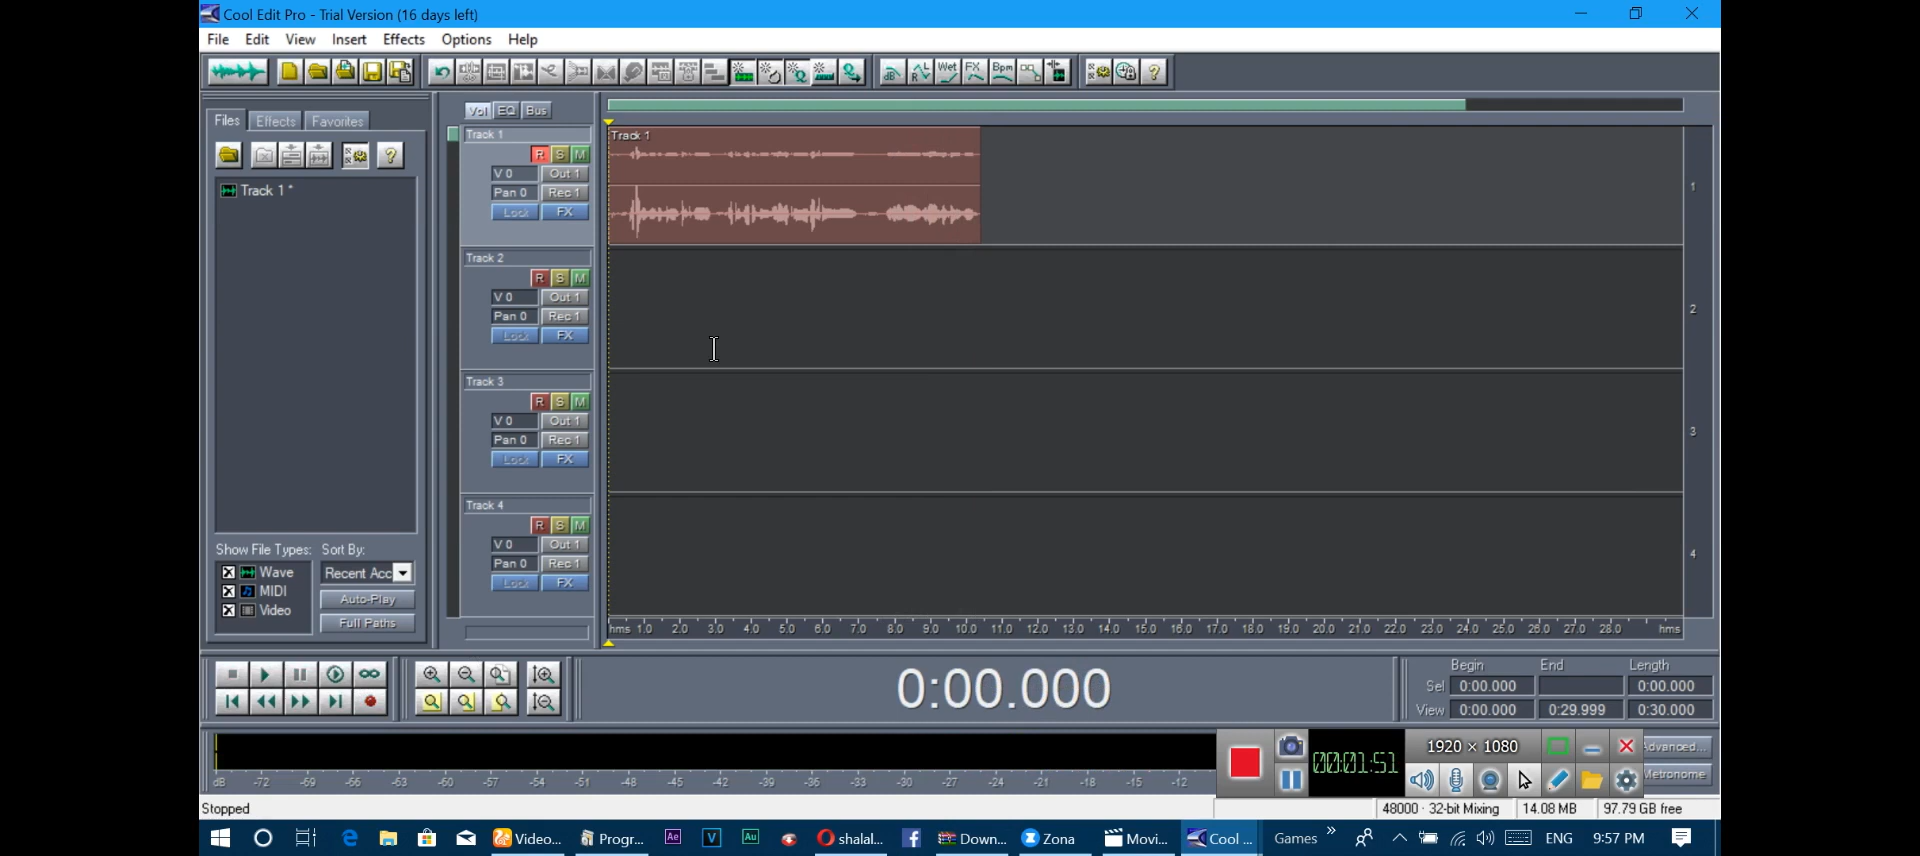 Cool Edit Pro - Trial Version (16 days left)
File Edit View Insert Effects Options Help
Wet FX Bpm
dB R L
Files Effects Favorites
Vol EQ Bus
Track 1 *
Track 1
R S M
V 0 Out 1
Pan 0 Rec 1
Lock FX
Track 1
1
Track 2
R S M
V 0 Out 1
Pan 0 Rec 1
Lock FX
2
Track 3
R S M
V 0 Out 1
Pan 0 Rec 1
Lock FX
3
Track 4
R S M
V 0 Out 1
Pan 0 Rec 1
Lock FX
4
Show File Types: Sort By:
Wave Recent Acc
MIDI Auto-Play
Video Full Paths
hms 1.0 2.0 3.0 4.0 5.0 6.0 7.0 8.0 9.0 10.0 11.0 12.0 13.0 14.0 15.0 16.0 17.0 18.0 19.0 20.0 21.0 22.0 23.0 24.0 25.0 26.0 27.0 28.0 hms
0:00.000
Begin End Length
Sel 0:00.000 0:00.000
View 0:00.000 0:29.999 0:30.000
dB -72 -69 -66 -63 -60 -57 -54 -51 -48 -45 -42 -39 -36 -33 -30 -27 -24 -21 -18 -15 -12
00:01:51
1920 × 1080
Advanced...
Metronome
Stopped
48000 · 32-bit Mixing 14.08 MB 97.79 GB free
Video... Progr... Ae V Au shalal... Down... Zona Movi... Cool ... Games » ENG 9:57 PM